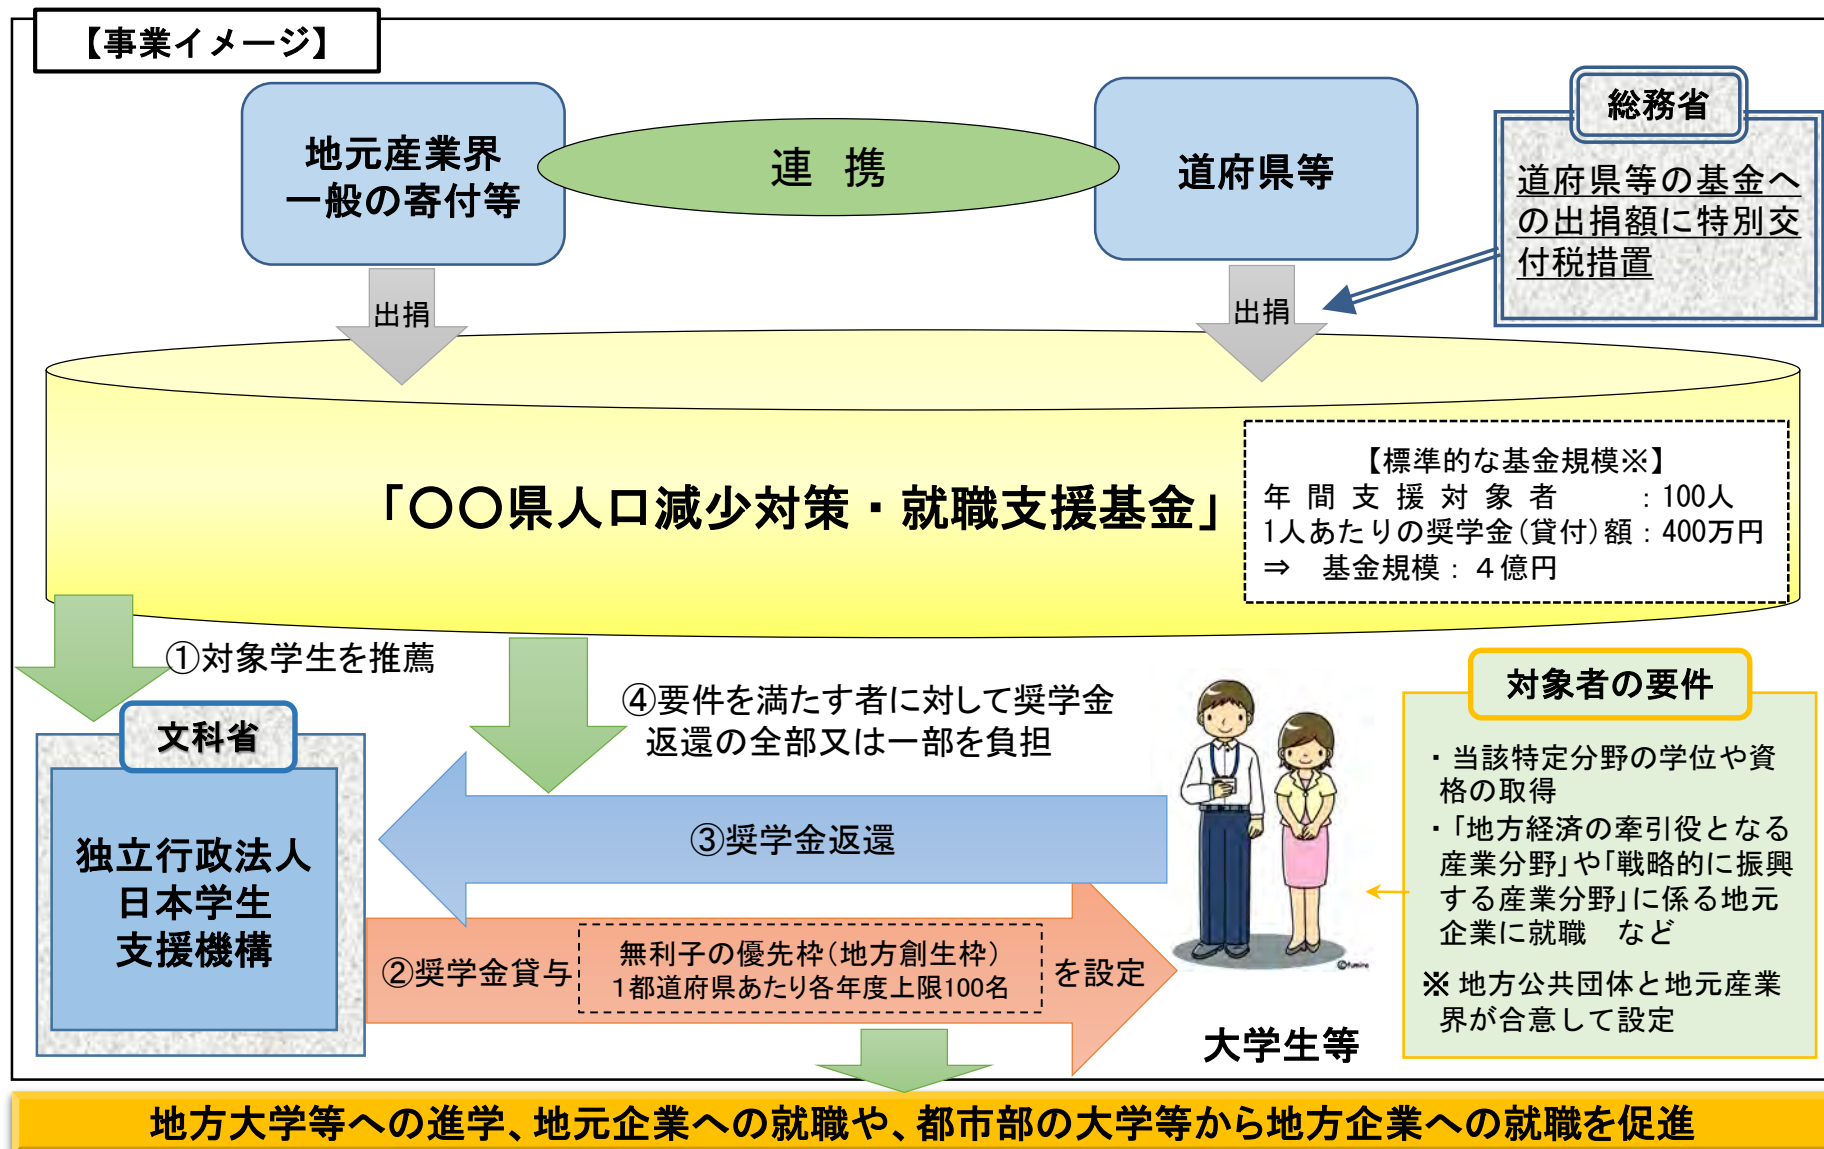 【事業イメージ】
地元産業界
一般の寄付等
連 携
道府県等
総務省
道府県等の基金へ
の出捐額に特別交
付税措置
出捐
出捐
「〇〇県人口減少対策・就職支援基金」
【標準的な基金規模※】
年間支援対象者 ：100人
1人あたりの奨学金(貸付)額：400万円
⇒ 基金規模：４億円
①対象学生を推薦
④要件を満たす者に対して奨学金
返還の全部又は一部を負担
文科省
独立行政法人
日本学生
支援機構
③奨学金返還
②奨学金貸与
無利子の優先枠(地方創生枠)
1都道府県あたり各年度上限100名
を設定
©fumira
大学生等
対象者の要件
・当該特定分野の学位や資
格の取得
・「地方経済の牽引役となる
産業分野」や「戦略的に振興
する産業分野」に係る地元
企業に就職 など
※ 地方公共団体と地元産業
界が合意して設定
地方大学等への進学、地元企業への就職や、都市部の大学等から地方企業への就職を促進